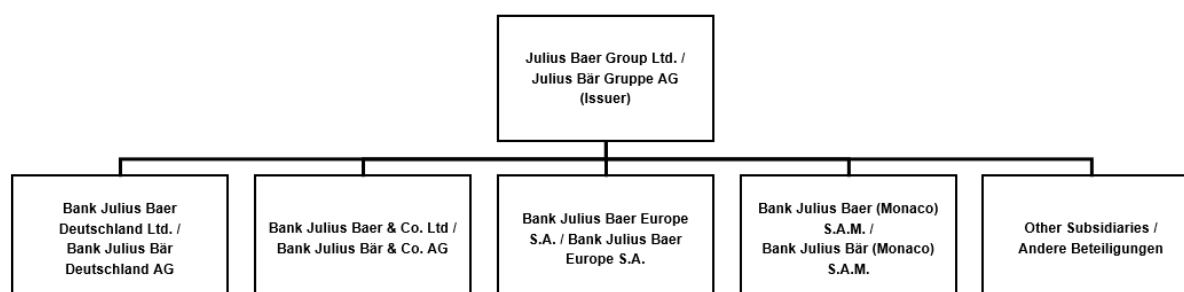 Julius Baer Group Ltd. /
Julius Bär Gruppe AG
(Issuer)
Bank Julius Baer
Deutschland Ltd. /
Bank Julius Bär
Deutschland AG
Bank Julius Baer & Co. Ltd /
Bank Julius Bär & Co. AG
Bank Julius Baer Europe
S.A. / Bank Julius Baer
Europe S.A.
Bank Julius Baer (Monaco)
S.A.M. /
Bank Julius Bär (Monaco)
S.A.M.
Other Subsidiaries /
Andere Beteiligungen